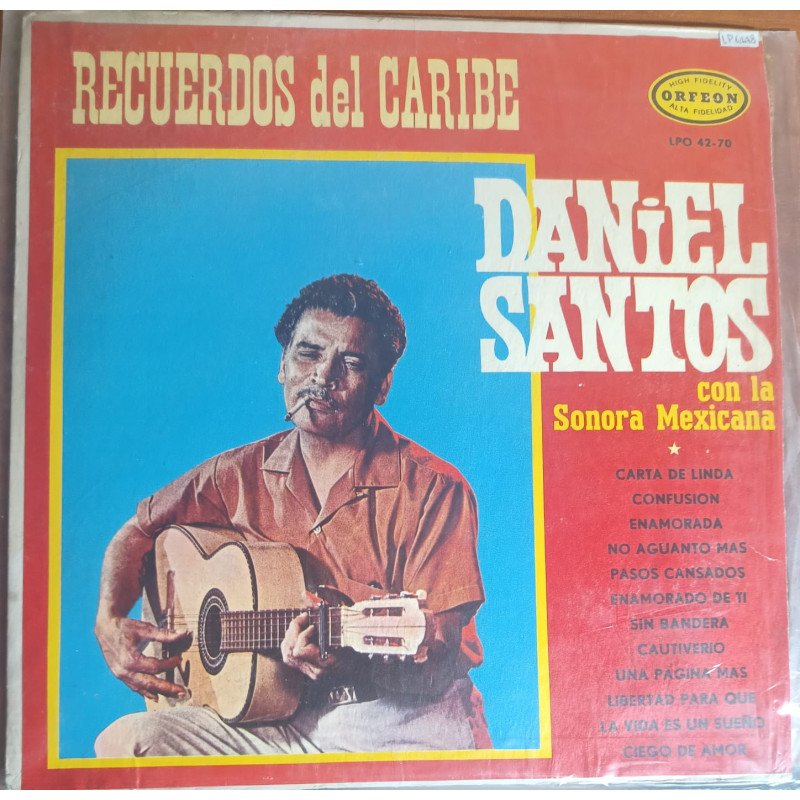 RECUERDOS del CARIBE
HIGH FIDELITY
ORFEON
ALTA FIDELIDAD
LPO 42-70
DANiEL
SANTOS
con la
Sonora Mexicana
CARTA DE LINDA
CONFUSION
ENAMORADA
NO AGUANTO MAS
PASOS CANSADOS
ENAMORADO DE TI
SIN BANDERA
CAUTIVERIO
UNA PAGINA MAS
LIBERTAD PARA QUE
LA VIDA ES UN SUEÑO
CIEGO DE AMOR